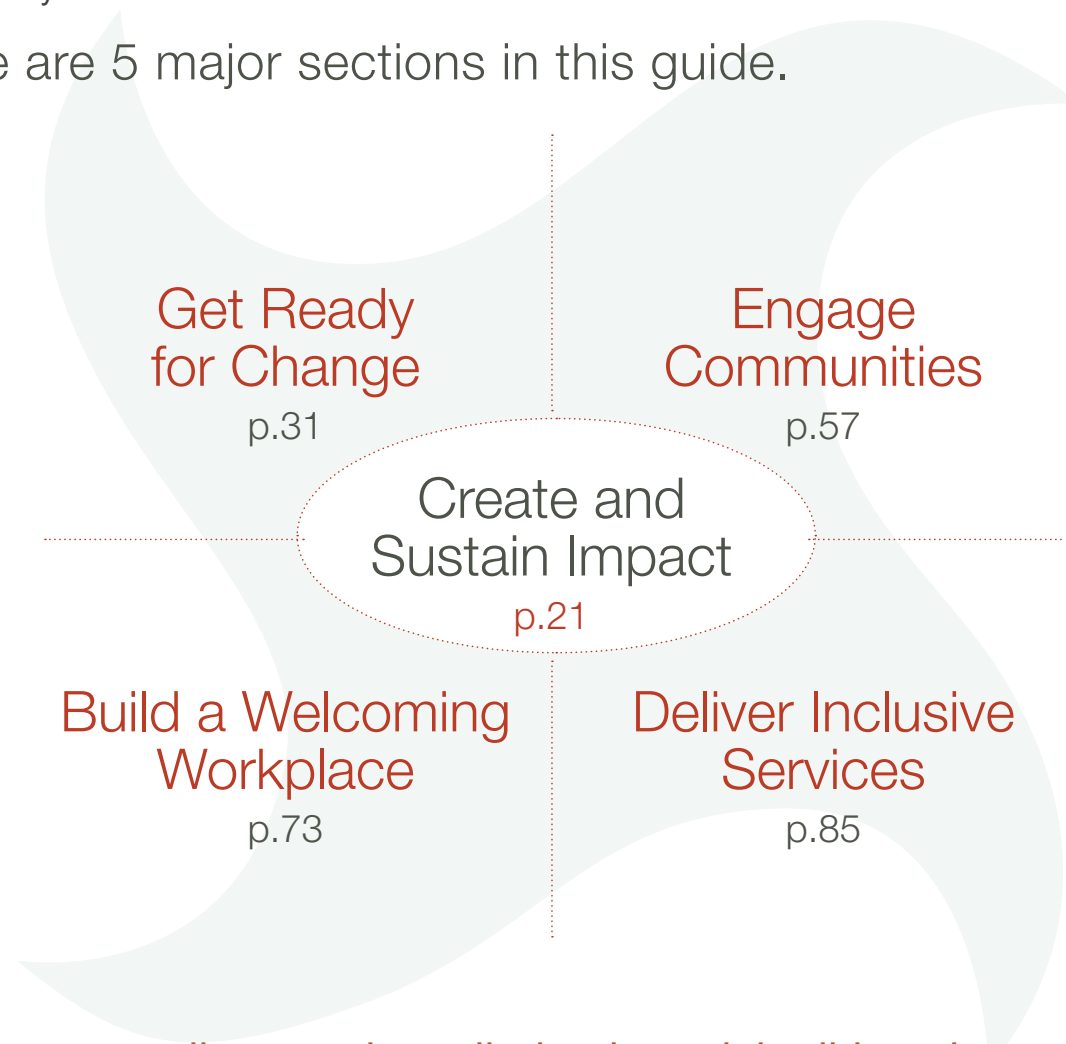 are 5 major sections in this guide.
Get Ready
for Change
p.31
Engage
Communities
p.57
Create and
Sustain Impact
p.21
Build a Welcoming
Workplace
p.73
Deliver Inclusive
Services
p.85